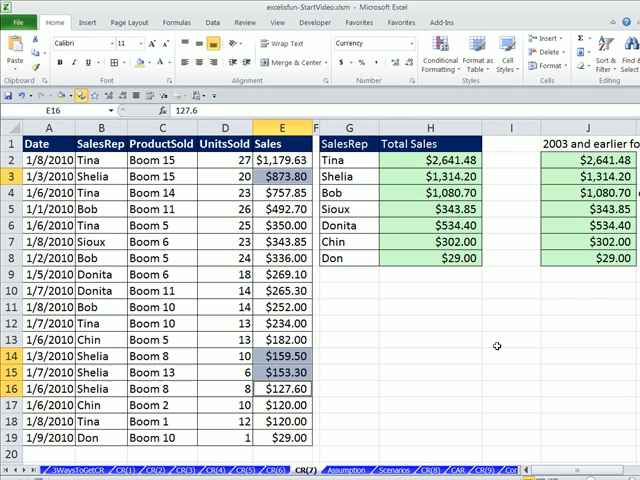 excelisfun-StartVideo.xlsm - Microsoft Excel
File Home Insert Page Layout Formulas Data Review View Developer Formulas Add-Ins
Paste Calibri 11 Wrap Text Currency Conditional Formatting Format as Table Cell Styles Insert Delete Format Sort & Filter
B I U Merge & Center $ % ,
Clipboard Font Alignment Number Styles Cells
E16 fx 127.6
A B C D E F G H I J
1 Date SalesRep ProductSold UnitsSold Sales SalesRep Total Sales 2003 and earlier fo
2 1/8/2010 Tina Boom 15 27 $1,179.63 Tina $2,641.48 $2,641.48
3 1/3/2010 Shelia Boom 15 20 $873.80 Shelia $1,314.20 $1,314.20
4 1/6/2010 Tina Boom 14 23 $757.85 Bob $1,080.70 $1,080.70
5 1/1/2010 Bob Boom 11 26 $492.70 Sioux $343.85 $343.85
6 1/6/2010 Tina Boom 5 25 $350.00 Donita $534.40 $534.40
7 1/8/2010 Sioux Boom 6 23 $343.85 Chin $302.00 $302.00
8 1/2/2010 Bob Boom 5 24 $336.00 Don $29.00 $29.00
9 1/5/2010 Donita Boom 6 18 $269.10
10 1/7/2010 Donita Boom 11 14 $265.30
11 1/8/2010 Bob Boom 10 14 $252.00
12 1/7/2010 Tina Boom 10 13 $234.00
13 1/6/2010 Chin Boom 5 13 $182.00
14 1/3/2010 Shelia Boom 8 10 $159.50
15 1/7/2010 Shelia Boom 13 6 $153.30
16 1/6/2010 Shelia Boom 8 8 $127.60
17 1/6/2010 Chin Boom 2 10 $120.00
18 1/8/2010 Tina Boom 1 12 $120.00
19 1/9/2010 Don Boom 10 1 $29.00
20
3WaysToGetCR CR(1) CR(2) CR(3) CR(4) CR(5) CR(6) CR(7) Assumption Scenarios CR(8) CAR CR(9) Cor